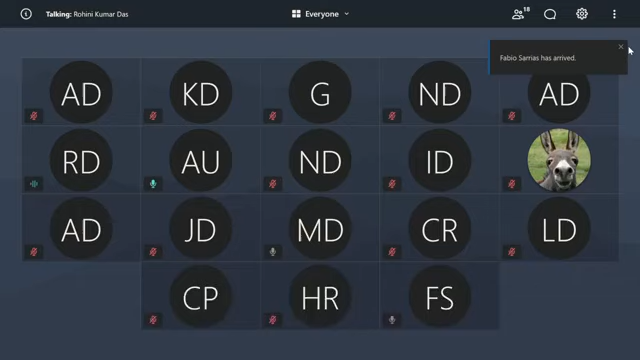 Talking: Rohini Kumar Das
Everyone
18
Fabio Sarrias has arrived.
AD KD G ND AD
RD AU ND ID
AD JD MD CR LD
CP HR FS